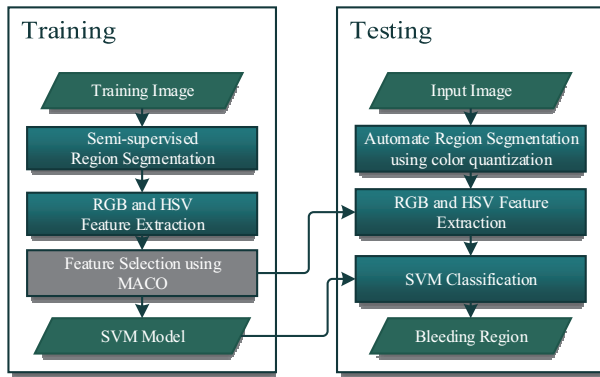 Training
Training Image
Semi-supervised
Region Segmentation
RGB and HSV
Feature Extraction
Feature Selection using
MACO
SVM Model
Testing
Input Image
Automate Region Segmentation
using color quantization
RGB and HSV Feature
Extraction
SVM Classification
Bleeding Region